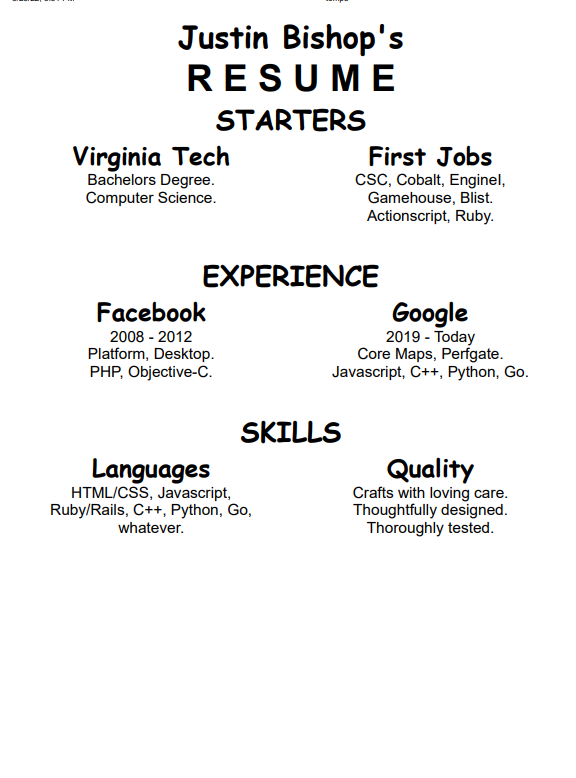 Justin Bishop's
RESUME
STARTERS
Virginia Tech
Bachelors Degree.
Computer Science.
First Jobs
CSC, Cobalt, EngineI,
Gamehouse, Blist.
Actionscript, Ruby.
EXPERIENCE
Facebook
2008 - 2012
Platform, Desktop.
PHP, Objective-C.
Google
2019 - Today
Core Maps, Perfgate.
Javascript, C++, Python, Go.
SKILLS
Languages
HTML/CSS, Javascript,
Ruby/Rails, C++, Python, Go,
whatever.
Quality
Crafts with loving care.
Thoughtfully designed.
Thoroughly tested.